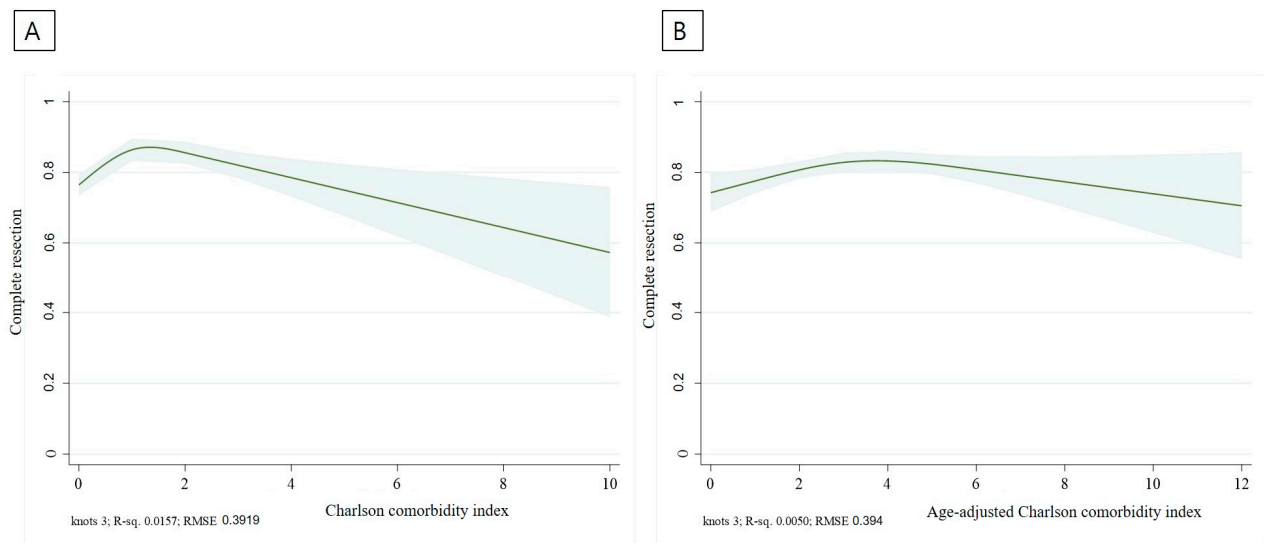 A
Complete resection
1
0.8
0.6
0.4
0.2
0
0 2 4 6 8 10
Charlson comorbidity index
knots 3; R-sq. 0.0157; RMSE 0.3919
B
Complete resection
1
0.8
0.6
0.4
0.2
0
0 2 4 6 8 10 12
Age-adjusted Charlson comorbidity index
knots 3; R-sq. 0.0050; RMSE 0.394